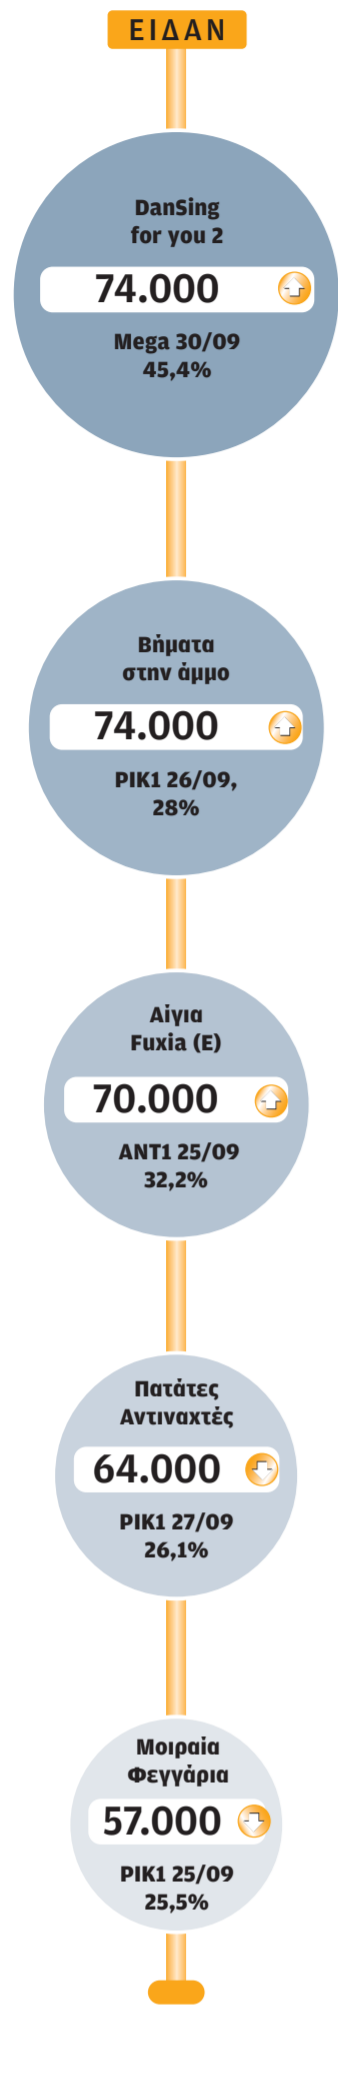 ΕΙΔΑΝ
DanSing
for you 2
74.000
Mega 30/09
45,4%
Βήματα
στην άμμο
74.000
ΡΙΚ1 26/09,
28%
Αίγια
Fuxia (Ε)
70.000
ΑΝΤ1 25/09
32,2%
Πατάτες
Αντιναχτές
64.000
ΡΙΚ1 27/09
26,1%
Μοιραία
Φεγγάρια
57.000
ΡΙΚ1 25/09
25,5%